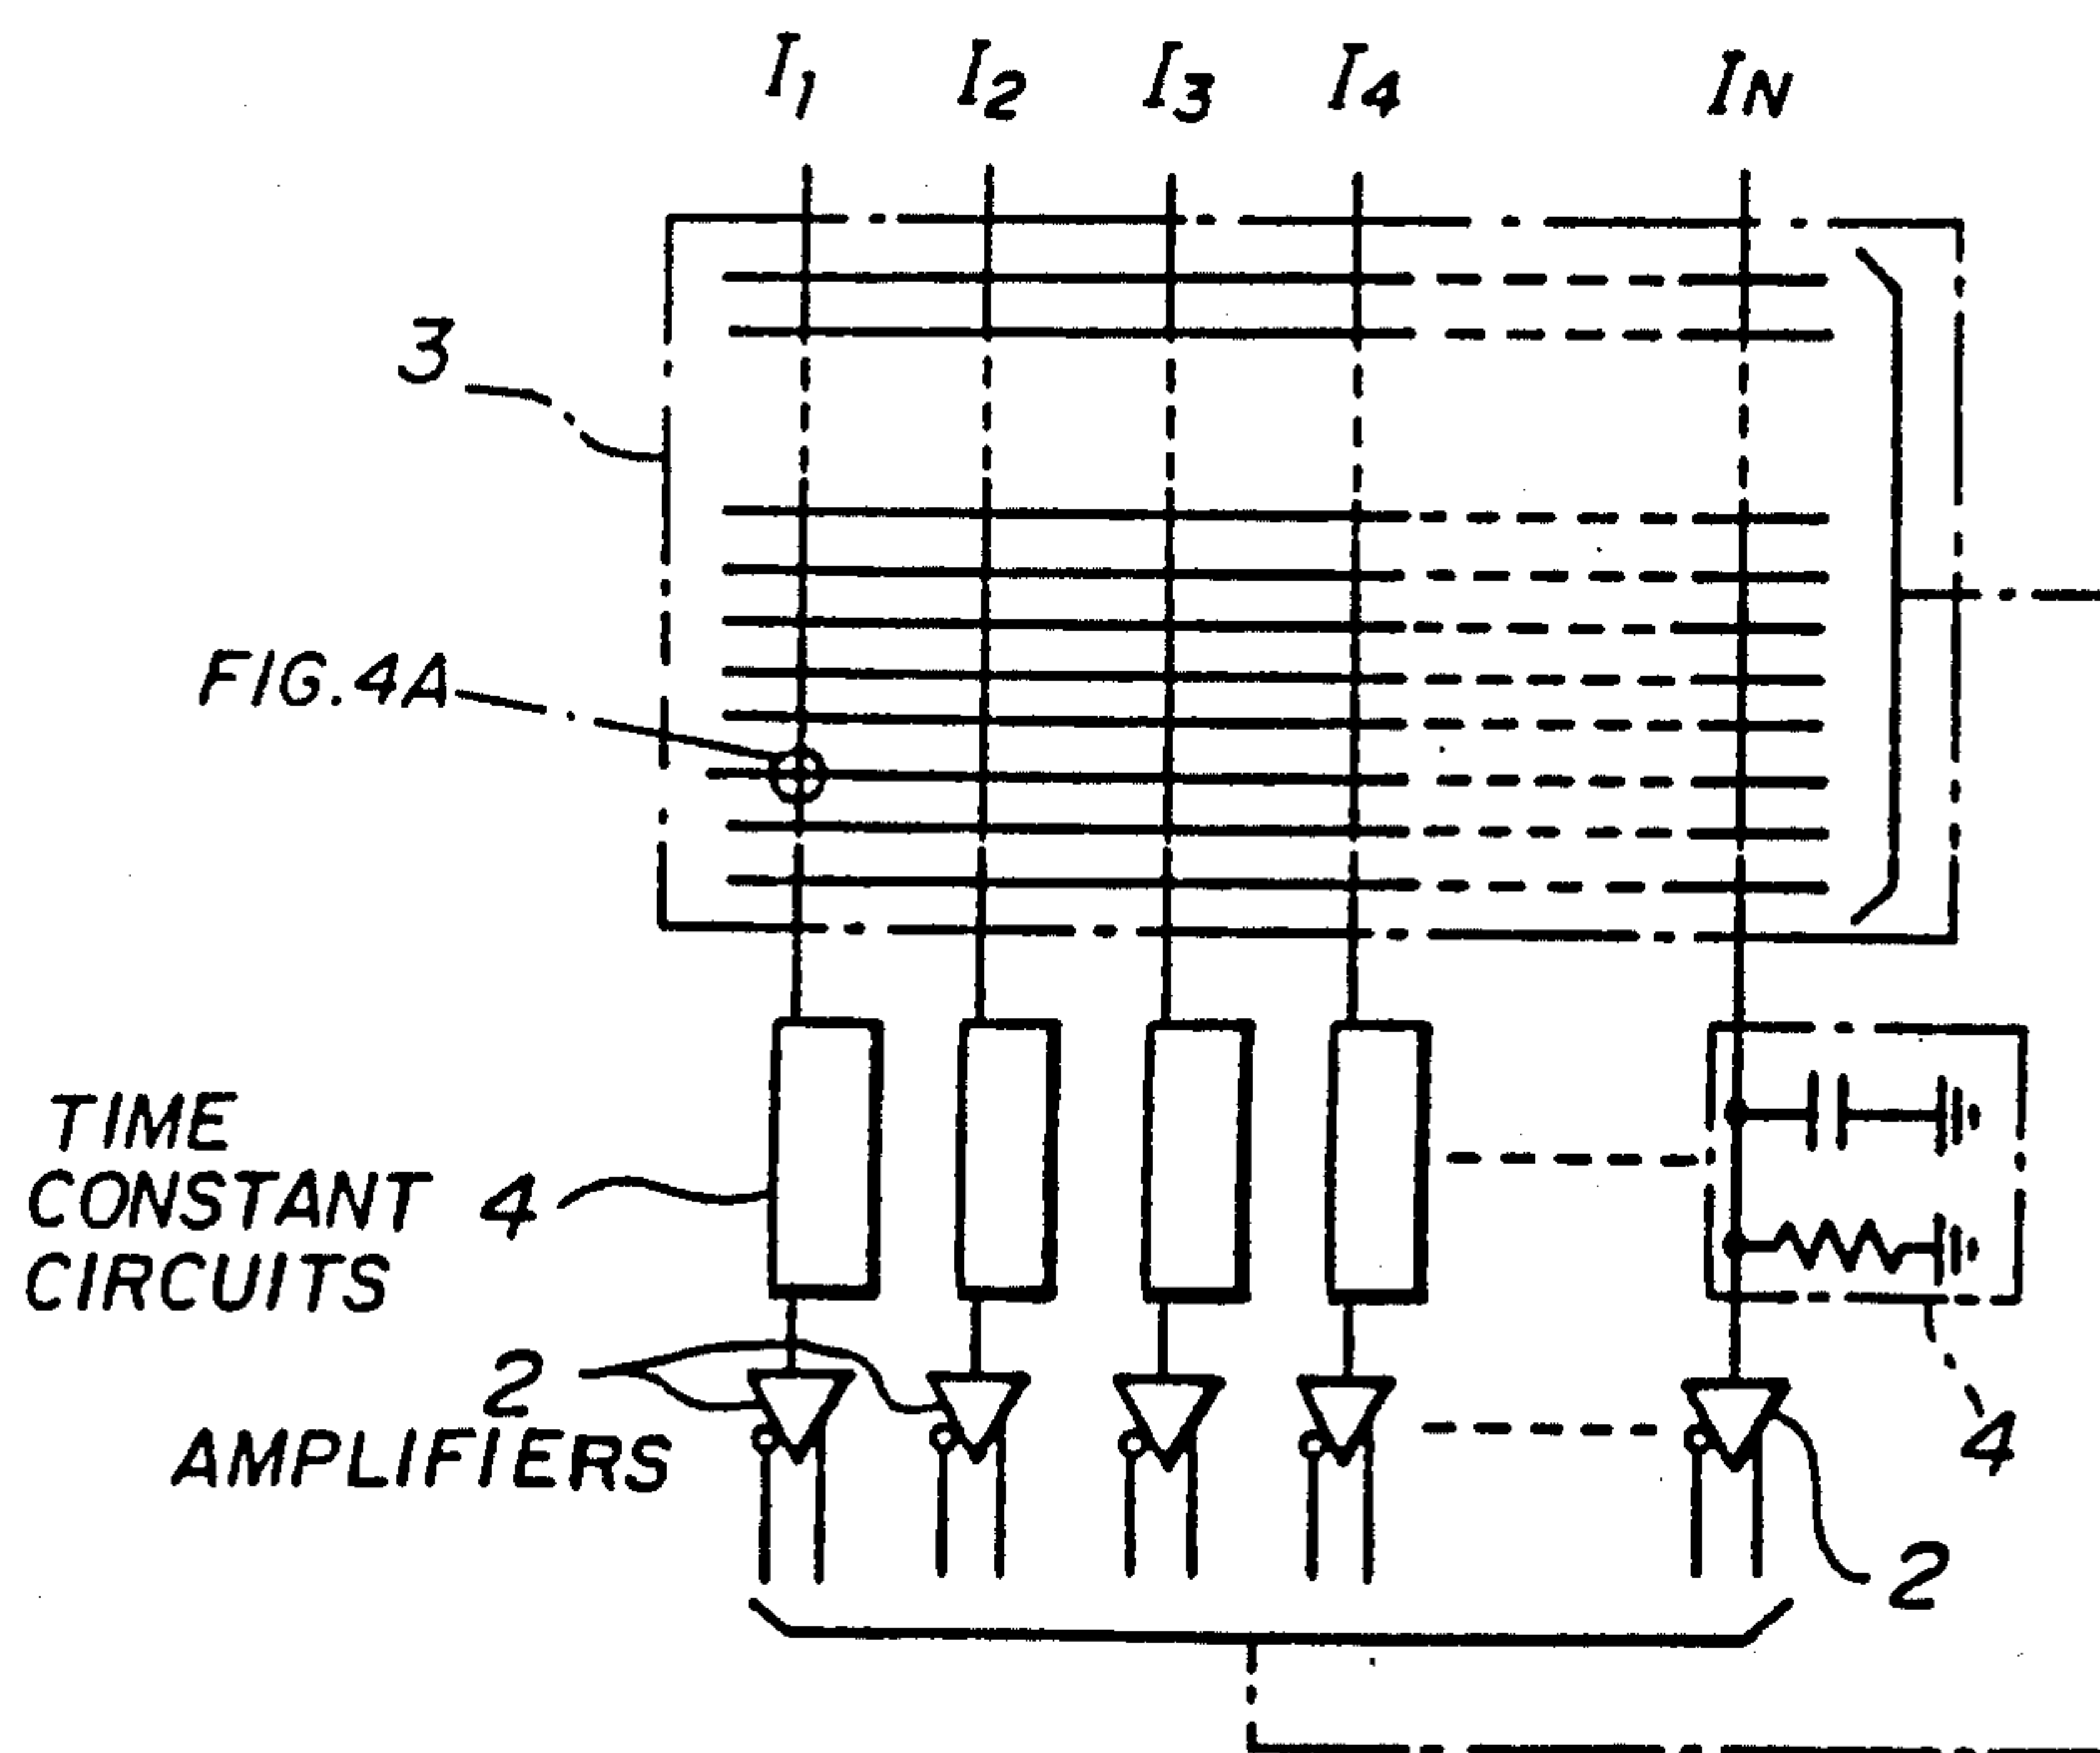 I1 I2 I3 I4 IN
3
FIG.4A
TIME
CONSTANT 4
CIRCUITS
2
AMPLIFIERS
4
2